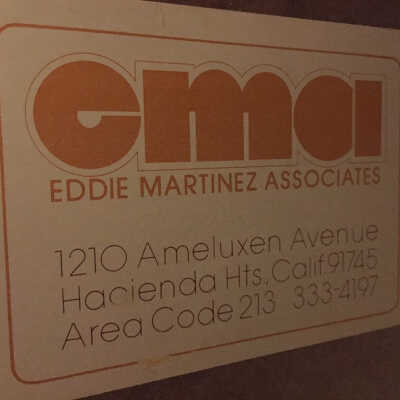 emai
EDDIE MARTINEZ ASSOCIATES
1210 Ameluxen Avenue
Hacienda Hts., Calif. 91745
Area Code 213 333-4197